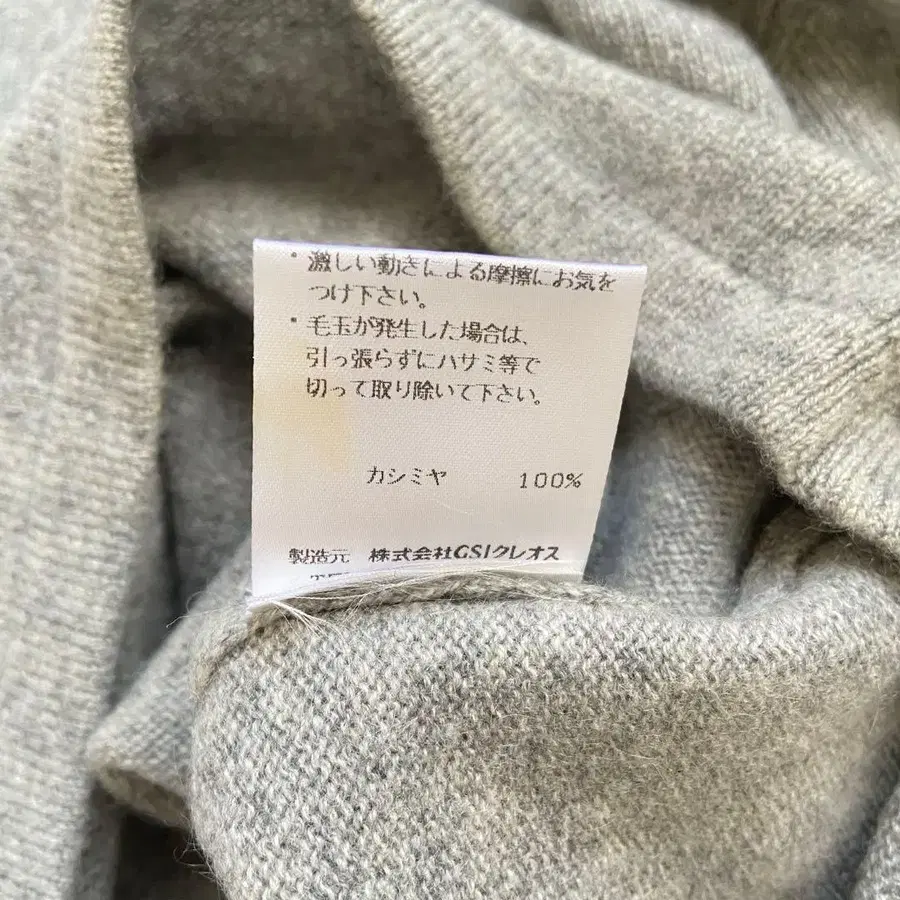 ・激しい動きによる摩擦にお気を
つけ下さい。
・毛玉が発生した場合は、
引っ張らずにハサミ等で
切って取り除いて下さい。
カシミヤ 100%
製造元 株式会社GSIクレオス